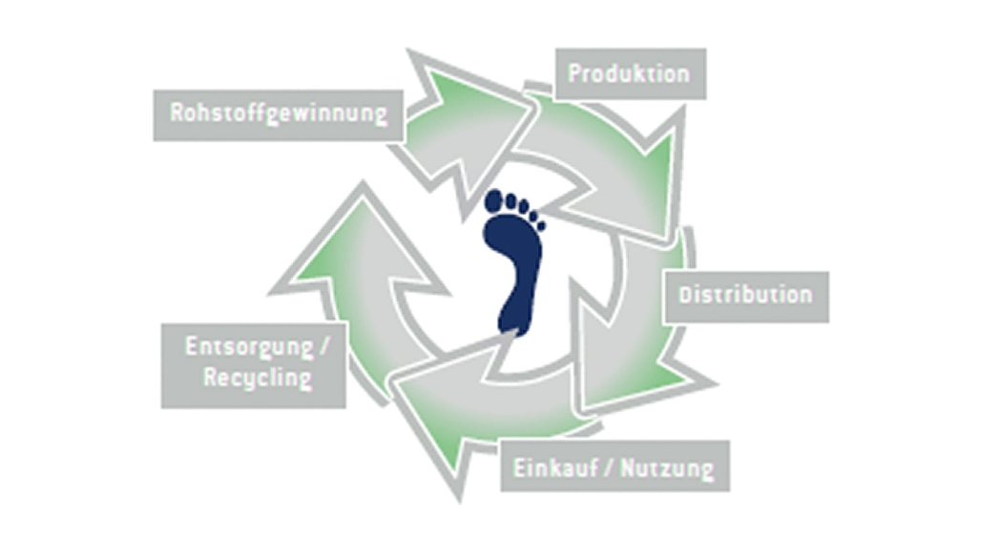 Rohstoffgewinnung
Produktion
Distribution
Einkauf / Nutzung
Entsorgung /
Recycling